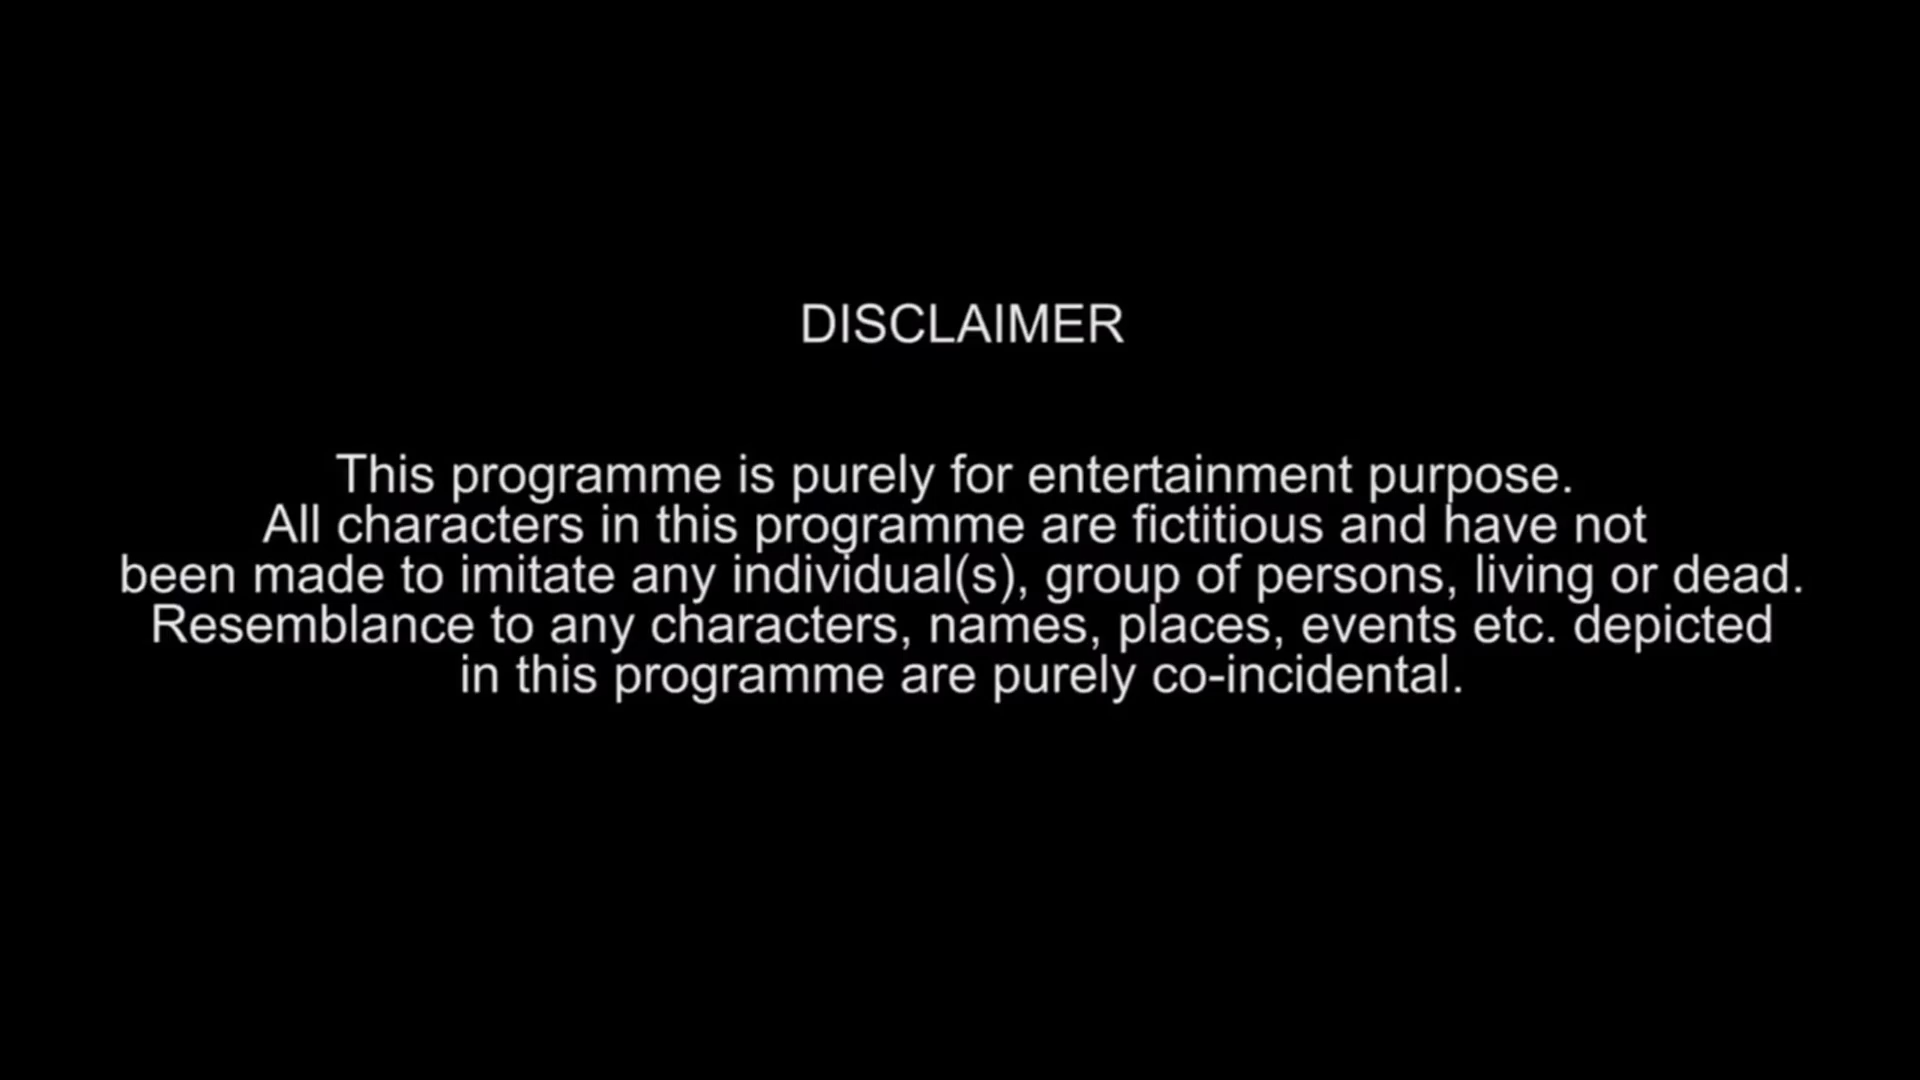 DISCLAIMER
This programme is purely for entertainment purpose.
All characters in this programme are fictitious and have not
been made to imitate any individual(s), group of persons, living or dead.
Resemblance to any characters, names, places, events etc. depicted
in this programme are purely co-incidental.